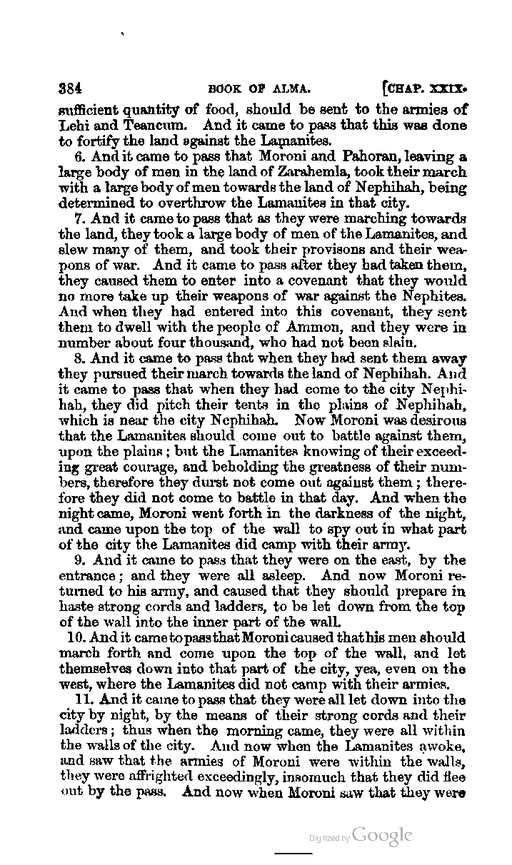 384 BOOK OF ALMA. [CHAP. XXIX.
sufficient quantity of food, should be sent to the armies of
Lehi and Teancum. And it came to pass that this was done
to fortify the land against the Lamanites.
6. And it came to pass that Moroni and Pahoran, leaving a
large body of men in the land of Zarahemla, took their march
with a large body of men towards the land of Nephihah, being
determined to overthrow the Lamanites in that city.
7. And it came to pass that as they were marching towards
the land, they took a large body of men of the Lamanites, and
slew many of them, and took their provisons and their wea-
pons of war. And it came to pass after they had taken them,
they caused them to enter into a covenant that they would
no more take up their weapons of war against the Nephites.
And when they had entered into this covenant, they sent
them to dwell with the people of Ammon, and they were in
number about four thousand, who had not been slain.
8. And it came to pass that when they had sent them away
they pursued their march towards the land of Nephihah. And
it came to pass that when they had come to the city Nephi-
hah, they did pitch their tents in the plains of Nephihah,
which is near the city Nephihah. Now Moroni was desirous
that the Lamanites should come out to battle against them,
upon the plains; but the Lamanites knowing of their exceed-
ing great courage, and beholding the greatness of their num-
bers, therefore they durst not come out against them; there-
fore they did not come to battle in that day. And when the
night came, Moroni went forth in the darkness of the night,
and came upon the top of the wall to spy out in what part
of the city the Lamanites did camp with their army.
9. And it came to pass that they were on the east, by the
entrance; and they were all asleep. And now Moroni re-
turned to his army, and caused that they should prepare in
haste strong cords and ladders, to be let down from the top
of the wall into the inner part of the wall.
10. And it came to pass that Moroni caused that his men should
march forth and come upon the top of the wall, and let
themselves down into that part of the city, yea, even on the
west, where the Lamanites did not camp with their armies.
11. And it came to pass that they were all let down into the
city by night, by the means of their strong cords and their
ladders; thus when the morning came, they were all within
the walls of the city. And now when the Lamanites awoke,
and saw that the armies of Moroni were within the walls,
they were affrighted exceedingly, insomuch that they did flee
out by the pass. And now when Moroni saw that they were
Digitized by Google